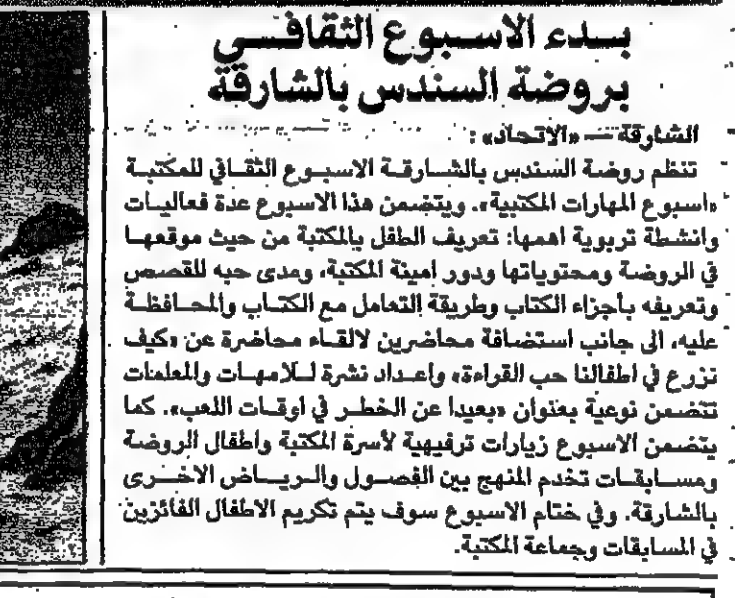 بدء الاسبوع الثقافي
بروضة السندس بالشارقة
الشارقة — «الاتحاد» :
تنظم روضة السندس بالشارقة الاسبوع الثقافي للمكتبة
«اسبوع المهارات المكتبية». ويتضمن هذا الاسبوع عدة فعاليات
وانشطة تربوية اهمها: تعريف الطفل بالمكتبة من حيث موقعها
في الروضة ومحتوياتها ودور امينة المكتبة، ومدى حبه للقصص
وتعريفه بأجزاء الكتاب وطريقة التعامل مع الكتاب والمحافظة
عليه، الى جانب استضافة محاضرين لالقاء محاضرة عن «كيف
نزرع في اطفالنا حب القراءة» واعداد نشرة للامهات والمعلمات
تتضمن نوعية بعنوان «بعيدا عن الخطر في اوقات اللعب». كما
يتضمن الاسبوع زيارات ترفيهية لأسرة المكتبة واطفال الروضة
ومسابقات تخدم المنهج بين الفصول والرياض الاخرى
بالشارقة. وفي ختام الاسبوع سوف يتم تكريم الاطفال الفائزين
في المسابقات وجماعة المكتبة.